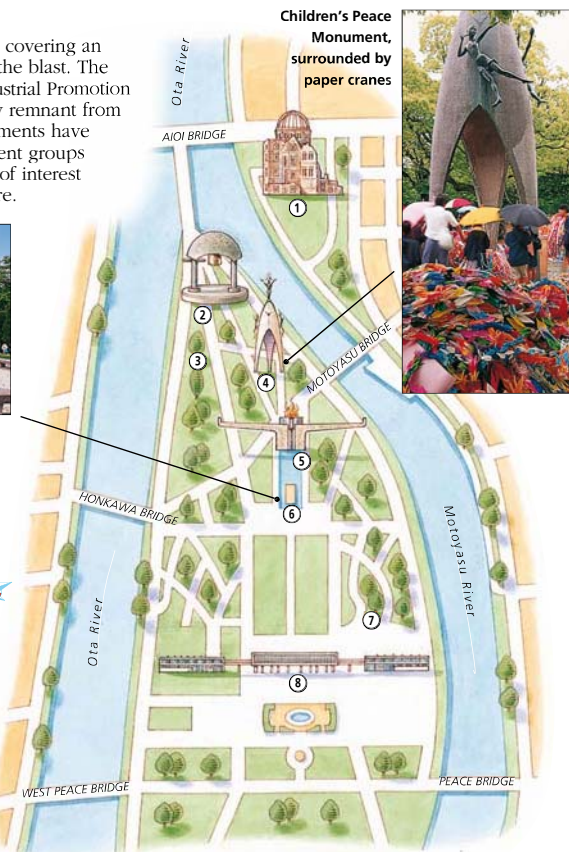 covering an
the blast. The
ustrial Promotion
remnant from
ments have
ent groups
of interest
re.
Children's Peace
Monument,
surrounded by
paper cranes
Ota River
AIOI BRIDGE
1
2
3
4
MOTOYASU BRIDGE
5
6
HONKAWA BRIDGE
Ota River
Motoyasu River
7
8
WEST PEACE BRIDGE
PEACE BRIDGE